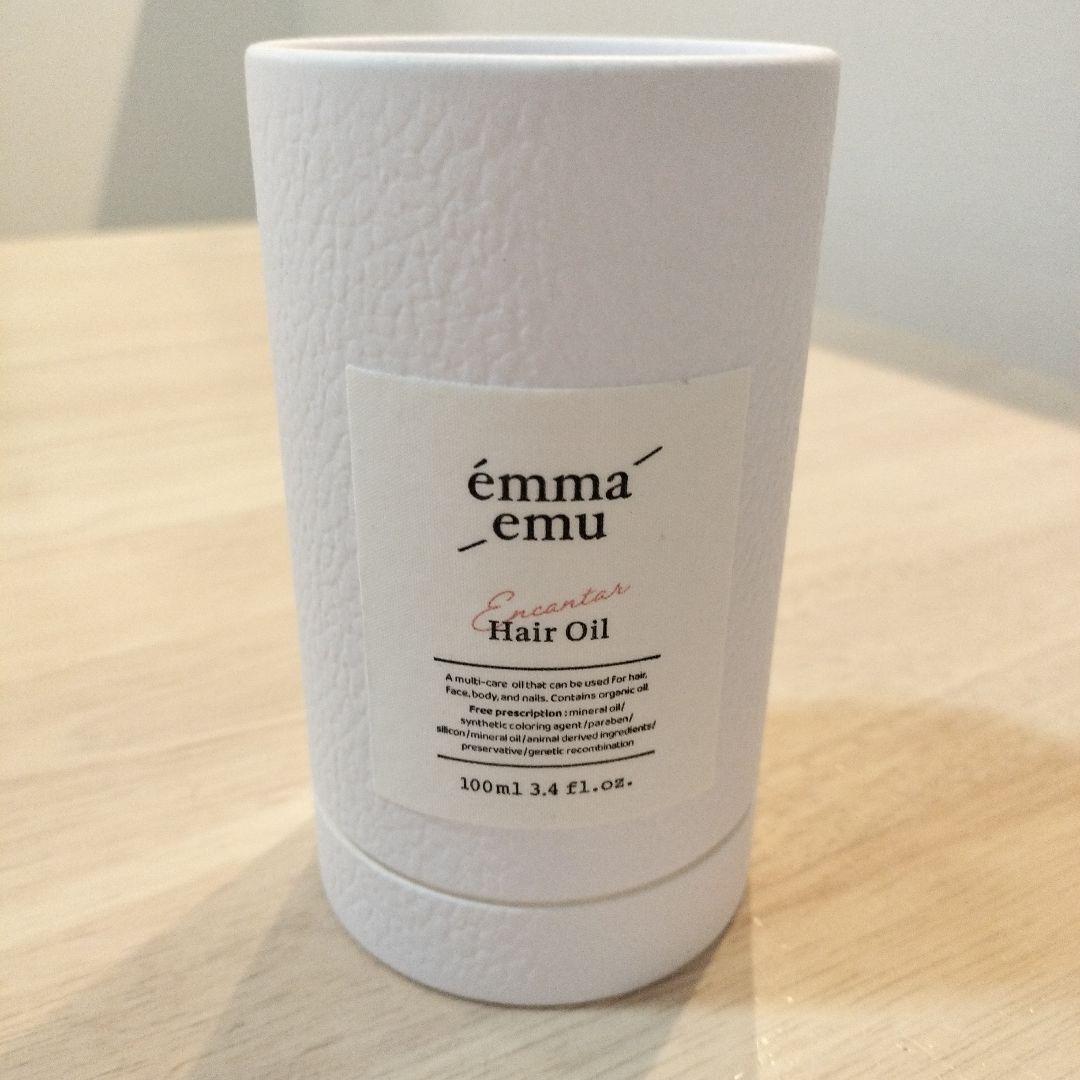 émma
emu
Encantar
Hair Oil
A multi-care oil that can be used for hair,
face, body, and nails. Contains organic oil.
Free prescription : mineral oil/
synthetic coloring agent/paraben/
silicon/mineral oil/animal derived ingredients/
preservative/genetic recombination
100ml 3.4 fl.oz.